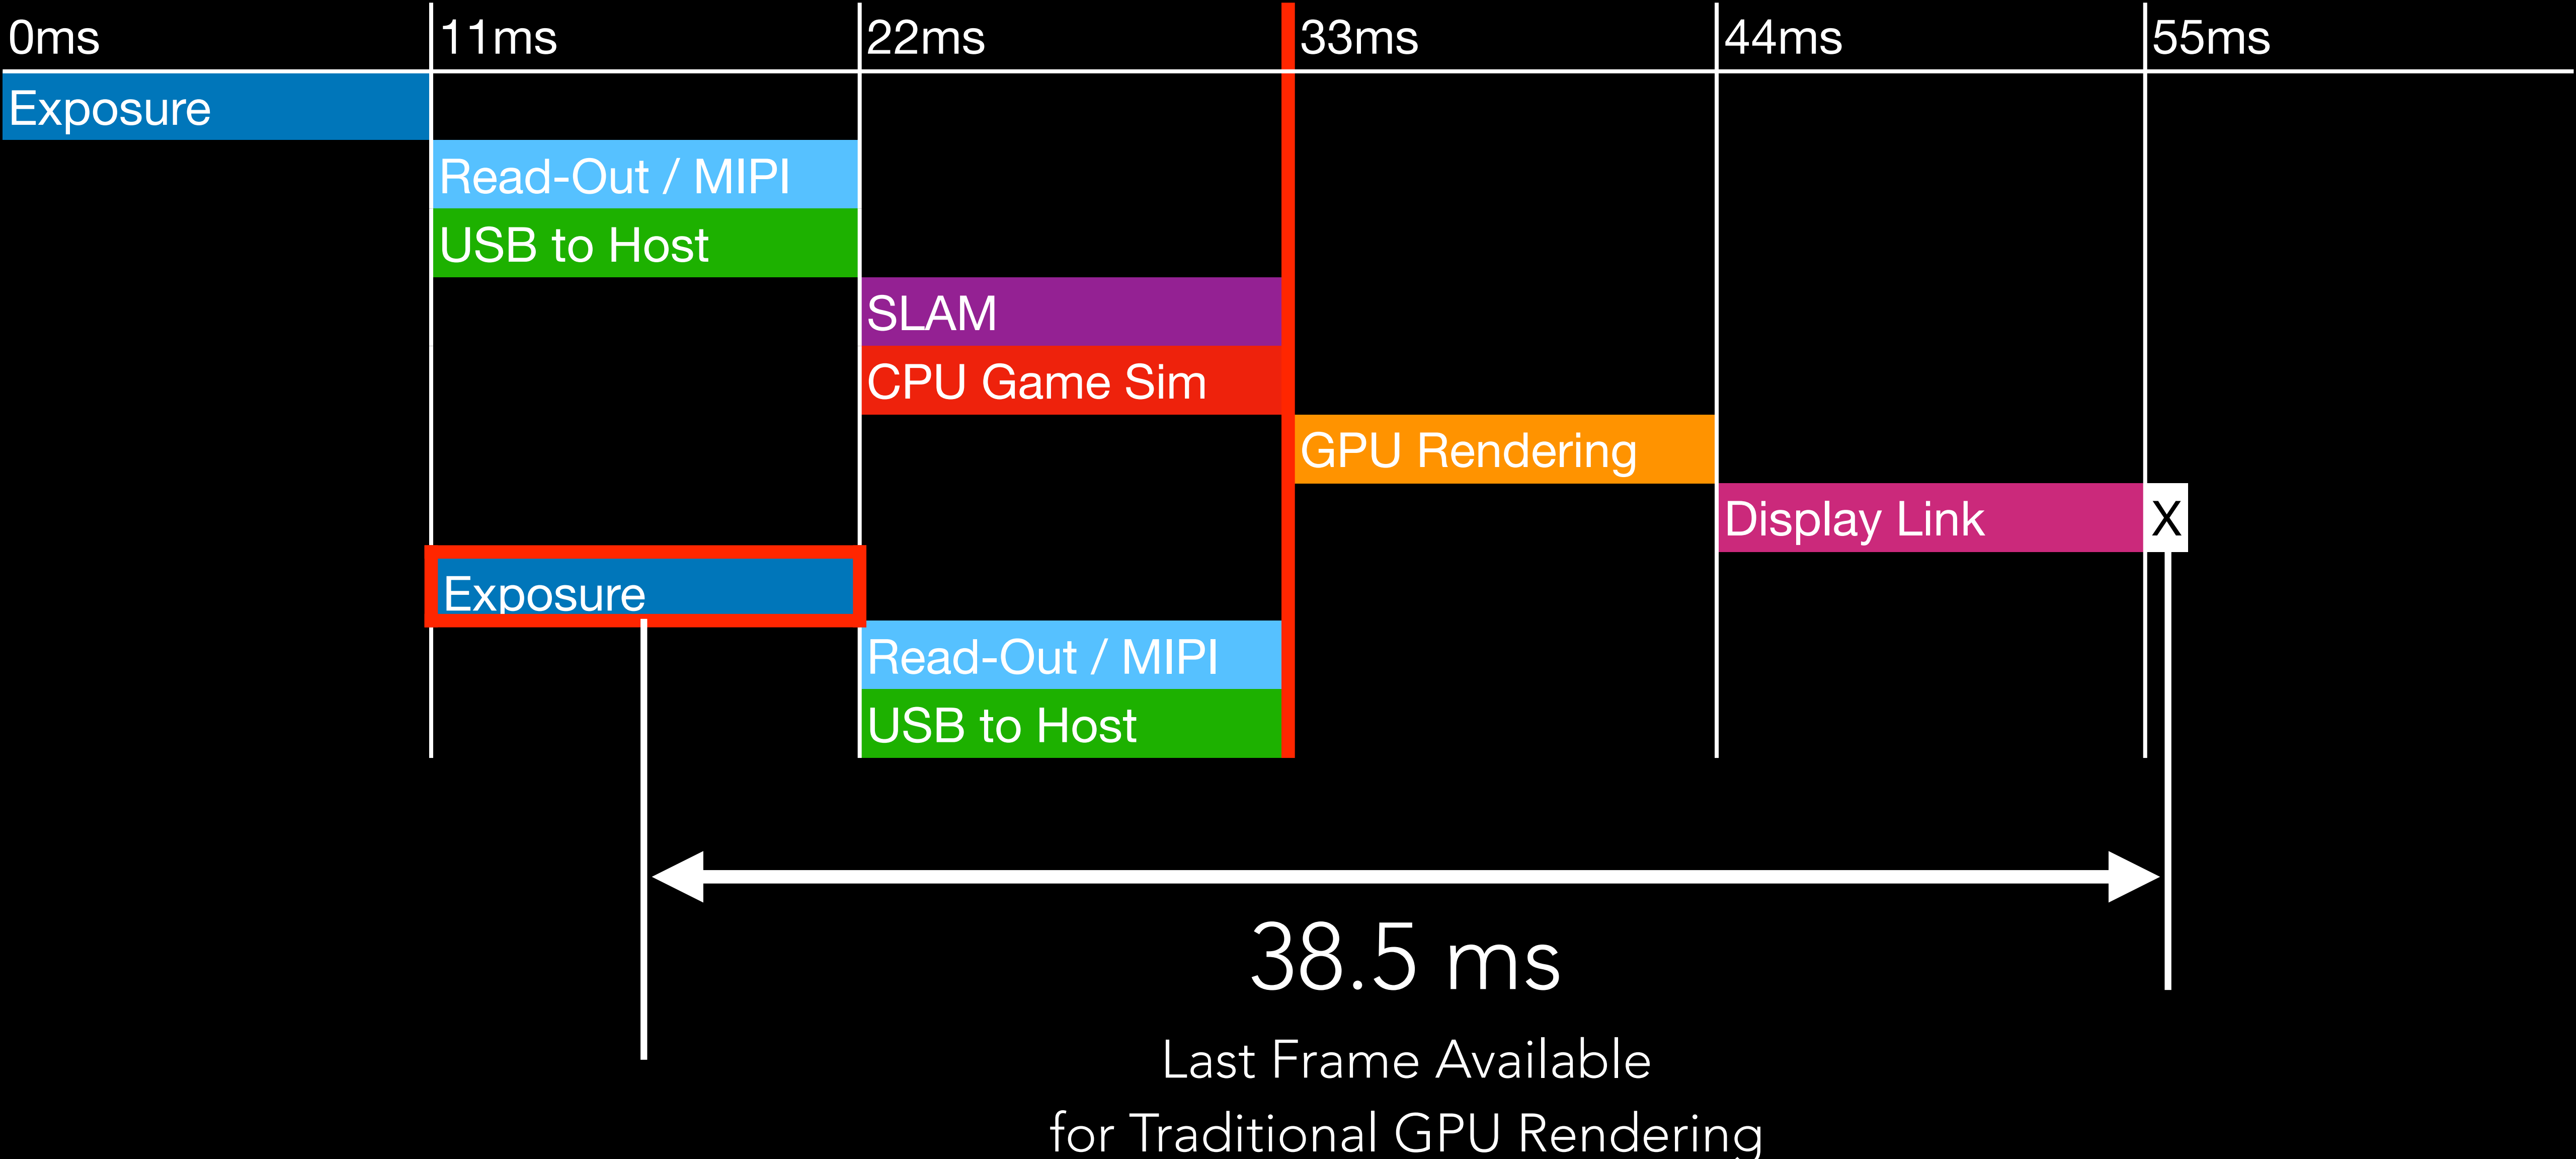 0ms 11ms 22ms 33ms 44ms 55ms
Exposure
Read-Out / MIPI
USB to Host
SLAM
CPU Game Sim
GPU Rendering
Display Link X
Exposure
Read-Out / MIPI
USB to Host
38.5 ms
Last Frame Available
for Traditional GPU Rendering